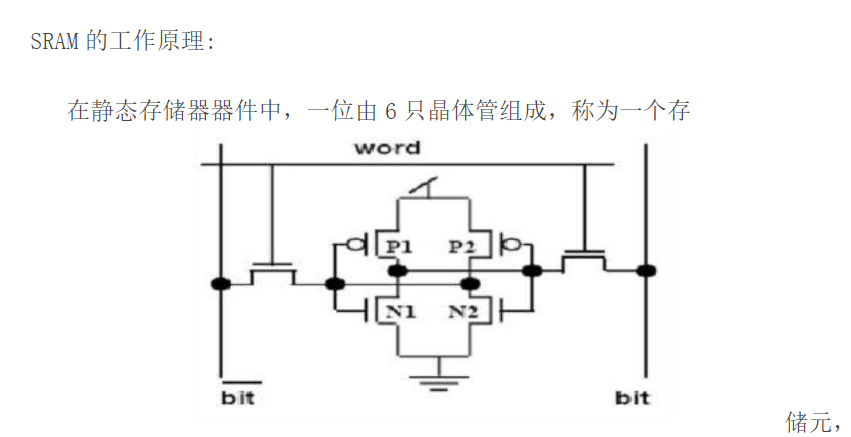 SRAM 的工作原理:
在静态存储器器件中，一位由 6 只晶体管组成，称为一个存
word
P1 P2
N1 N2
bit bit
储元，